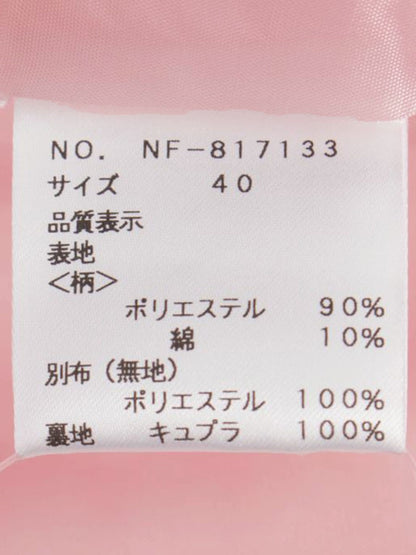 NO. NF-817133
サイズ 40
品質表示
表地
<柄>
ポリエステル 90%
綿 10%
別布(無地)
ポリエステル 100%
裏地 キュプラ 100%